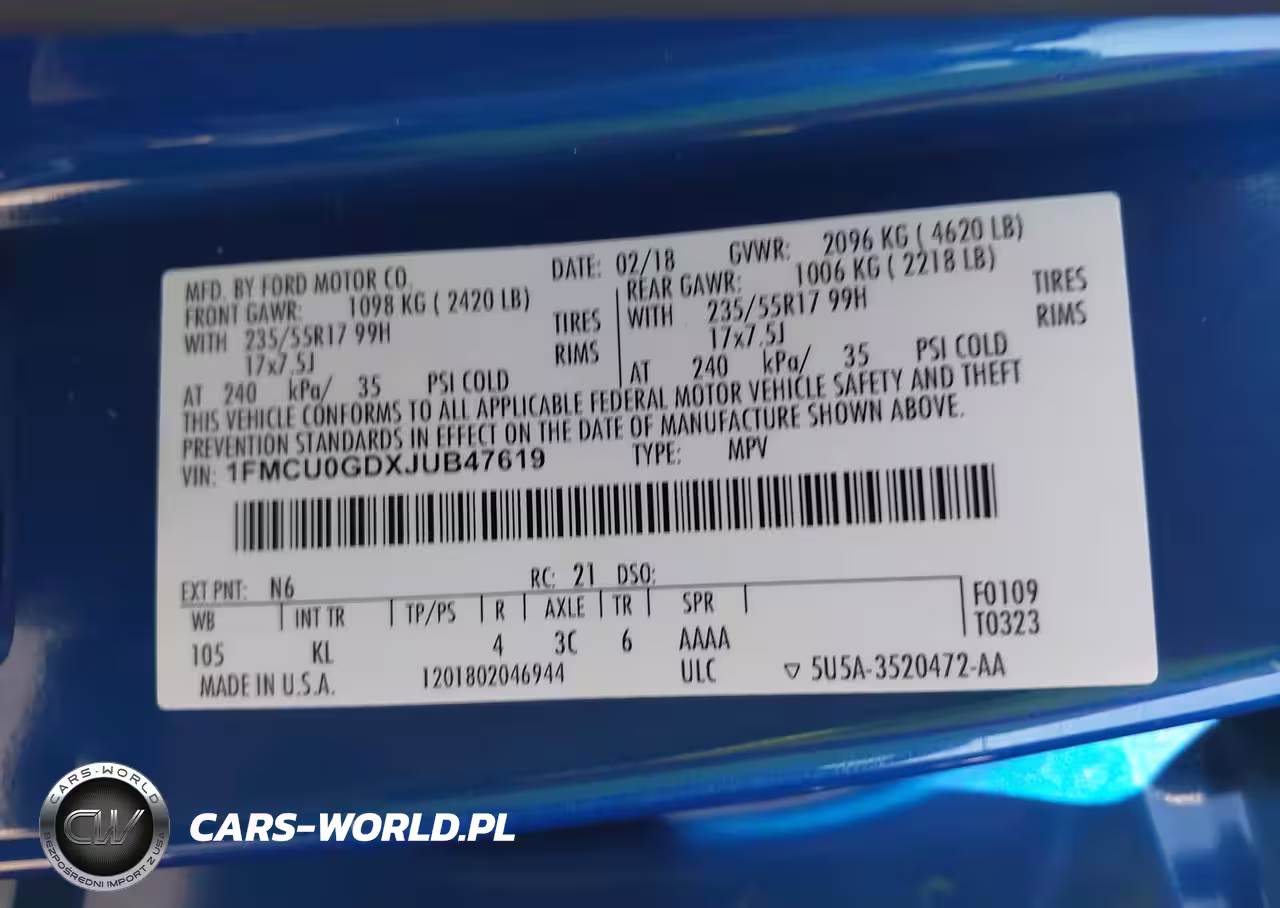 MFD. BY FORD MOTOR CO. DATE: 02/18 GVWR: 2096 KG ( 4620 LB)
FRONT GAWR: 1098 KG ( 2420 LB) REAR GAWR: 1006 KG ( 2218 LB)
WITH 235/55R17 99H TIRES WITH 235/55R17 99H TIRES
17x7.5J RIMS 17x7.5J RIMS
AT 240 kPa/ 35 PSI COLD AT 240 kPa/ 35 PSI COLD
THIS VEHICLE CONFORMS TO ALL APPLICABLE FEDERAL MOTOR VEHICLE SAFETY AND THEFT
PREVENTION STANDARDS IN EFFECT ON THE DATE OF MANUFACTURE SHOWN ABOVE.
VIN: 1FMCU0GDXJUB47619 TYPE: MPV
EXT PNT: N6 RC: 21 DSO:
WB INT TR TP/PS R AXLE TR SPR F0109
T0323
105 KL 4 3C 6 AAAA
MADE IN U.S.A. 1201802046944 ULC ▽ 5U5A-3520472-AA
CARS-WORLD
CW
BEZPOŚREDNI IMPORT Z USA
CARS-WORLD.PL